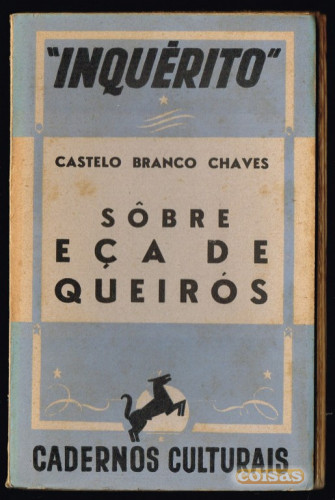 "INQUÉRITO"
CASTELO BRANCO CHAVES
SÔBRE
EÇA DE
QUEIRÓS
CADERNOS CULTURAIS
coisas